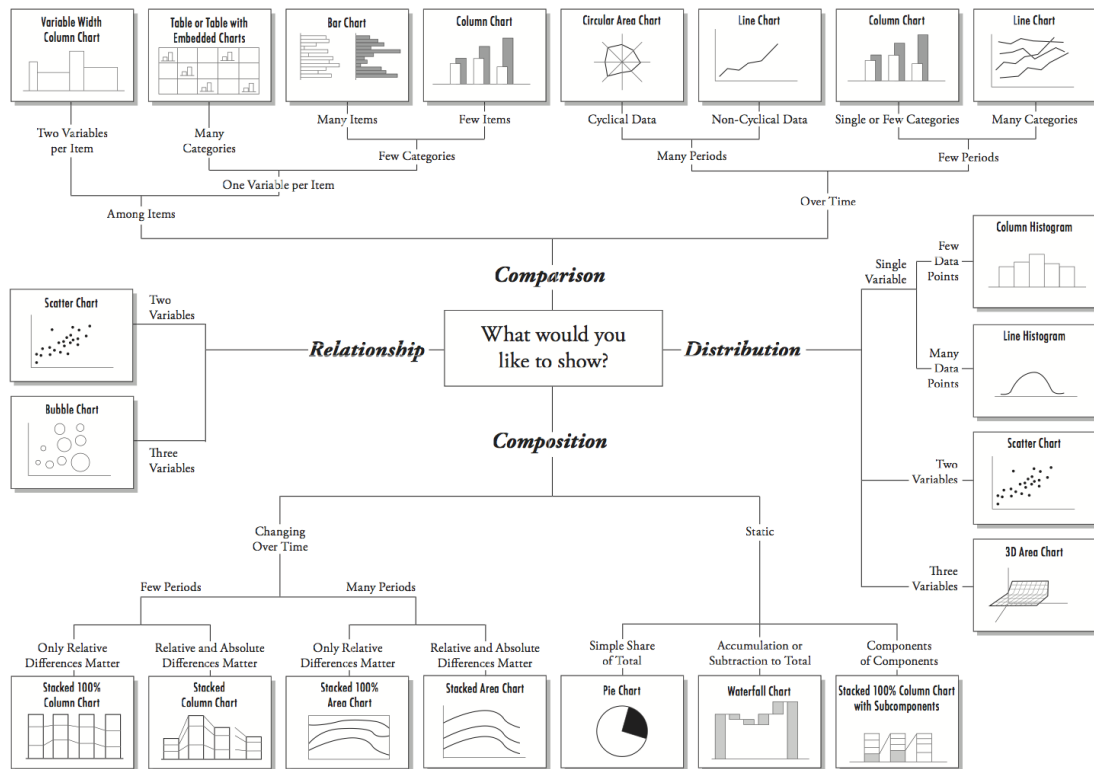 Variable Width
Column Chart
Table or Table with
Embedded Charts
Bar Chart
Column Chart
Circular Area Chart
Line Chart
Column Chart
Line Chart
Two Variables
per Item
Many
Categories
Many Items
Few Items
Cyclical Data
Non-Cyclical Data
Single or Few Categories
Many Categories
Few Categories
Many Periods
Few Periods
One Variable per Item
Among Items
Over Time
Comparison
What would you
like to show?
Relationship
Two
Variables
Scatter Chart
Bubble Chart
Three
Variables
Distribution
Single
Variable
Few
Data
Points
Column Histogram
Many
Data
Points
Line Histogram
Two
Variables
Scatter Chart
Three
Variables
3D Area Chart
Composition
Changing
Over Time
Static
Few Periods
Many Periods
Only Relative
Differences Matter
Relative and Absolute
Differences Matter
Only Relative
Differences Matter
Relative and Absolute
Differences Matter
Simple Share
of Total
Accumulation or
Subtraction to Total
Components
of Components
Stacked 100%
Column Chart
Stacked
Column Chart
Stacked 100%
Area Chart
Stacked Area Chart
Pie Chart
Waterfall Chart
Stacked 100% Column Chart
with Subcomponents